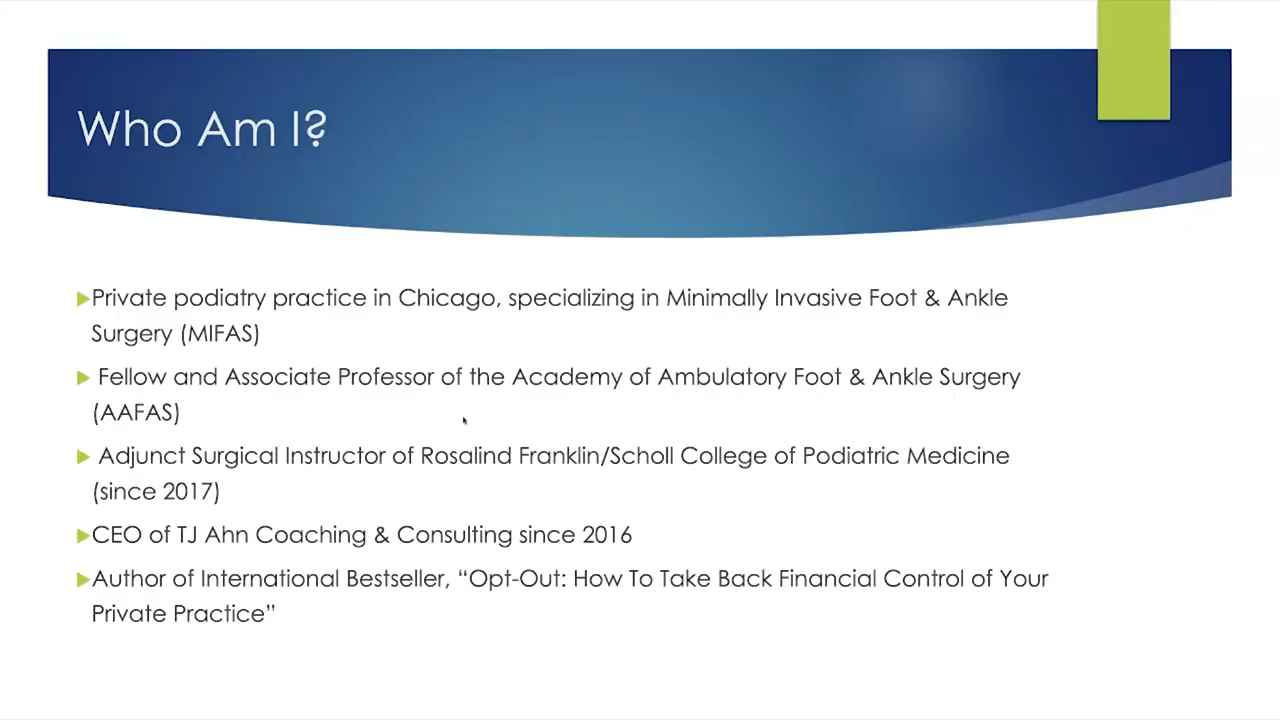 Who Am I?
Private podiatry practice in Chicago, specializing in Minimally Invasive Foot & Ankle
Surgery (MIFAS)
Fellow and Associate Professor of the Academy of Ambulatory Foot & Ankle Surgery
(AAFAS)
Adjunct Surgical Instructor of Rosalind Franklin/Scholl College of Podiatric Medicine
(since 2017)
CEO of TJ Ahn Coaching & Consulting since 2016
Author of International Bestseller, “Opt-Out: How To Take Back Financial Control of Your
Private Practice”